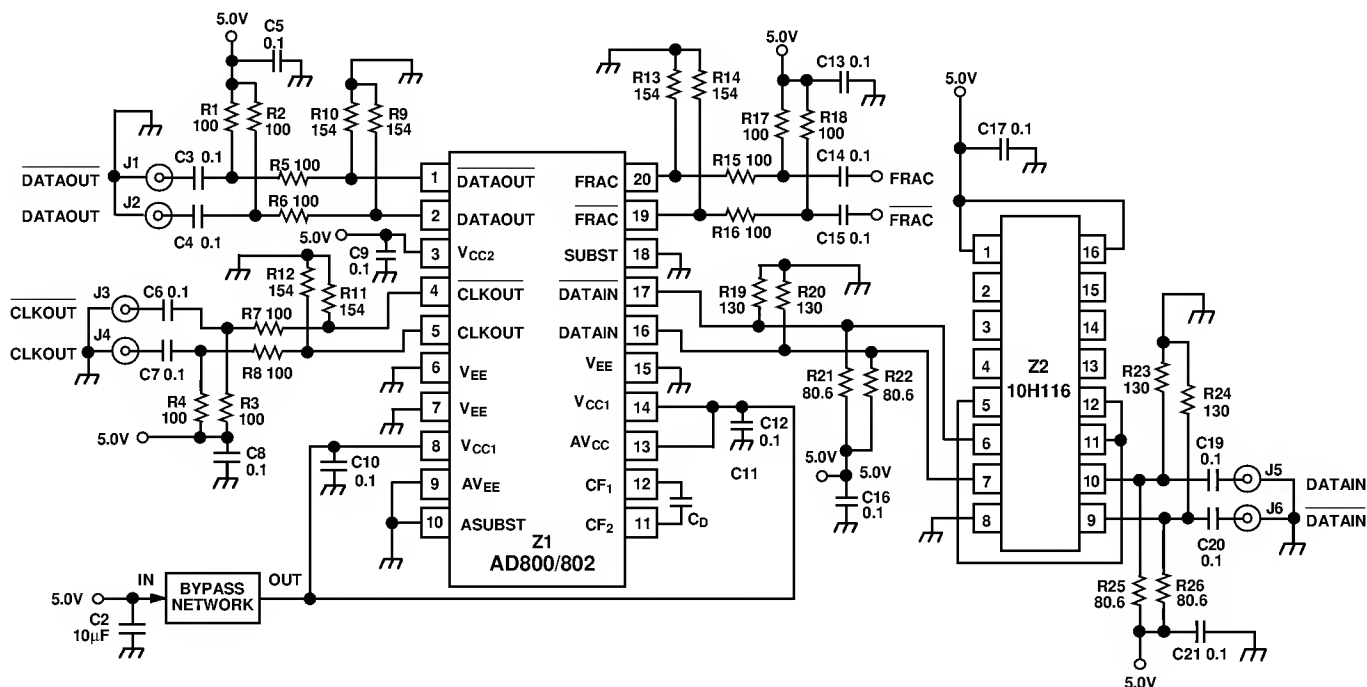 5.0V
C5
0.1
R1
100
R2
100
R10
154
R9
154
J1
C3 0.1
R5 100
DATAOUT
J2
R6 100
DATAOUT
C4 0.1
5.0V
C9
0.1
R12
154
R11
154
J3
C6 0.1
R7 100
CLKOUT
J4
CLKOUT
C7 0.1
R8 100
R4
100
R3
100
5.0V
C8
0.1
C10
0.1
IN
BYPASS
NETWORK
OUT
5.0V
C2
10µF
1
DATAOUT
2
DATAOUT
3
VCC2
4
CLKOUT
5
CLKOUT
6
VEE
7
VEE
8
VCC1
9
AVEE
10
ASUBST
FRAC
20
FRAC
19
SUBST
18
DATAIN
17
DATAIN
16
VEE
15
VCC1
14
AVCC
13
CF1
12
CF2
11
Z1
AD800/802
R13
154
R14
154
5.0V
C13 0.1
R17
100
R18
100
R15 100
C14 0.1
FRAC
R16 100
C15 0.1
FRAC
R19
130
R20
130
R21
80.6
R22
80.6
C12
0.1
C11
CD
5.0V
5.0V
C16
0.1
5.0V
C17 0.1
1
2
3
4
5
6
7
8
16
15
14
13
12
11
10
9
Z2
10H116
R23
130
R24
130
C19
0.1
J5
DATAIN
J6
DATAIN
C20
0.1
R25
80.6
R26
80.6
C21 0.1
5.0V